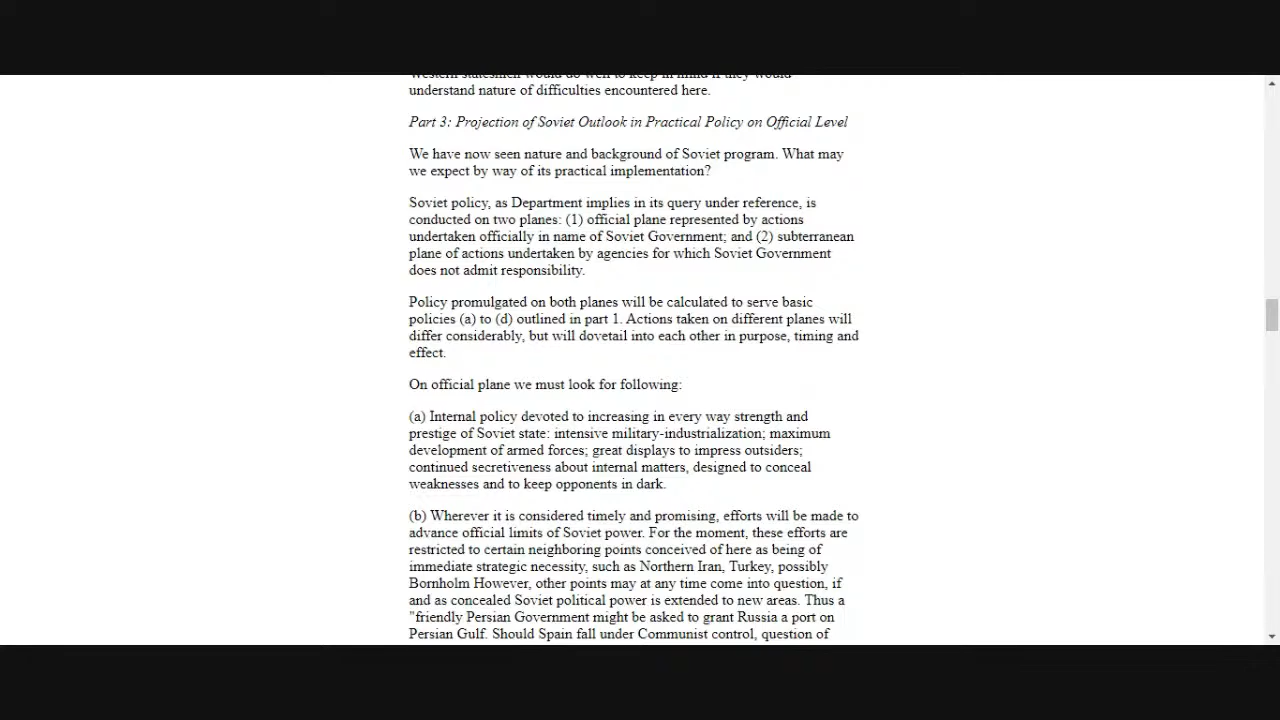 Western statesmen would do well to keep in mind if they would
understand nature of difficulties encountered here.
Part 3: Projection of Soviet Outlook in Practical Policy on Official Level
We have now seen nature and background of Soviet program. What may
we expect by way of its practical implementation?
Soviet policy, as Department implies in its query under reference, is
conducted on two planes: (1) official plane represented by actions
undertaken officially in name of Soviet Government; and (2) subterranean
plane of actions undertaken by agencies for which Soviet Government
does not admit responsibility.
Policy promulgated on both planes will be calculated to serve basic
policies (a) to (d) outlined in part 1. Actions taken on different planes will
differ considerably, but will dovetail into each other in purpose, timing and
effect.
On official plane we must look for following:
(a) Internal policy devoted to increasing in every way strength and
prestige of Soviet state: intensive military-industrialization; maximum
development of armed forces; great displays to impress outsiders;
continued secretiveness about internal matters, designed to conceal
weaknesses and to keep opponents in dark.
(b) Wherever it is considered timely and promising, efforts will be made to
advance official limits of Soviet power. For the moment, these efforts are
restricted to certain neighboring points conceived of here as being of
immediate strategic necessity, such as Northern Iran, Turkey, possibly
Bornholm However, other points may at any time come into question, if
and as concealed Soviet political power is extended to new areas. Thus a
"friendly Persian Government might be asked to grant Russia a port on
Persian Gulf. Should Spain fall under Communist control, question of